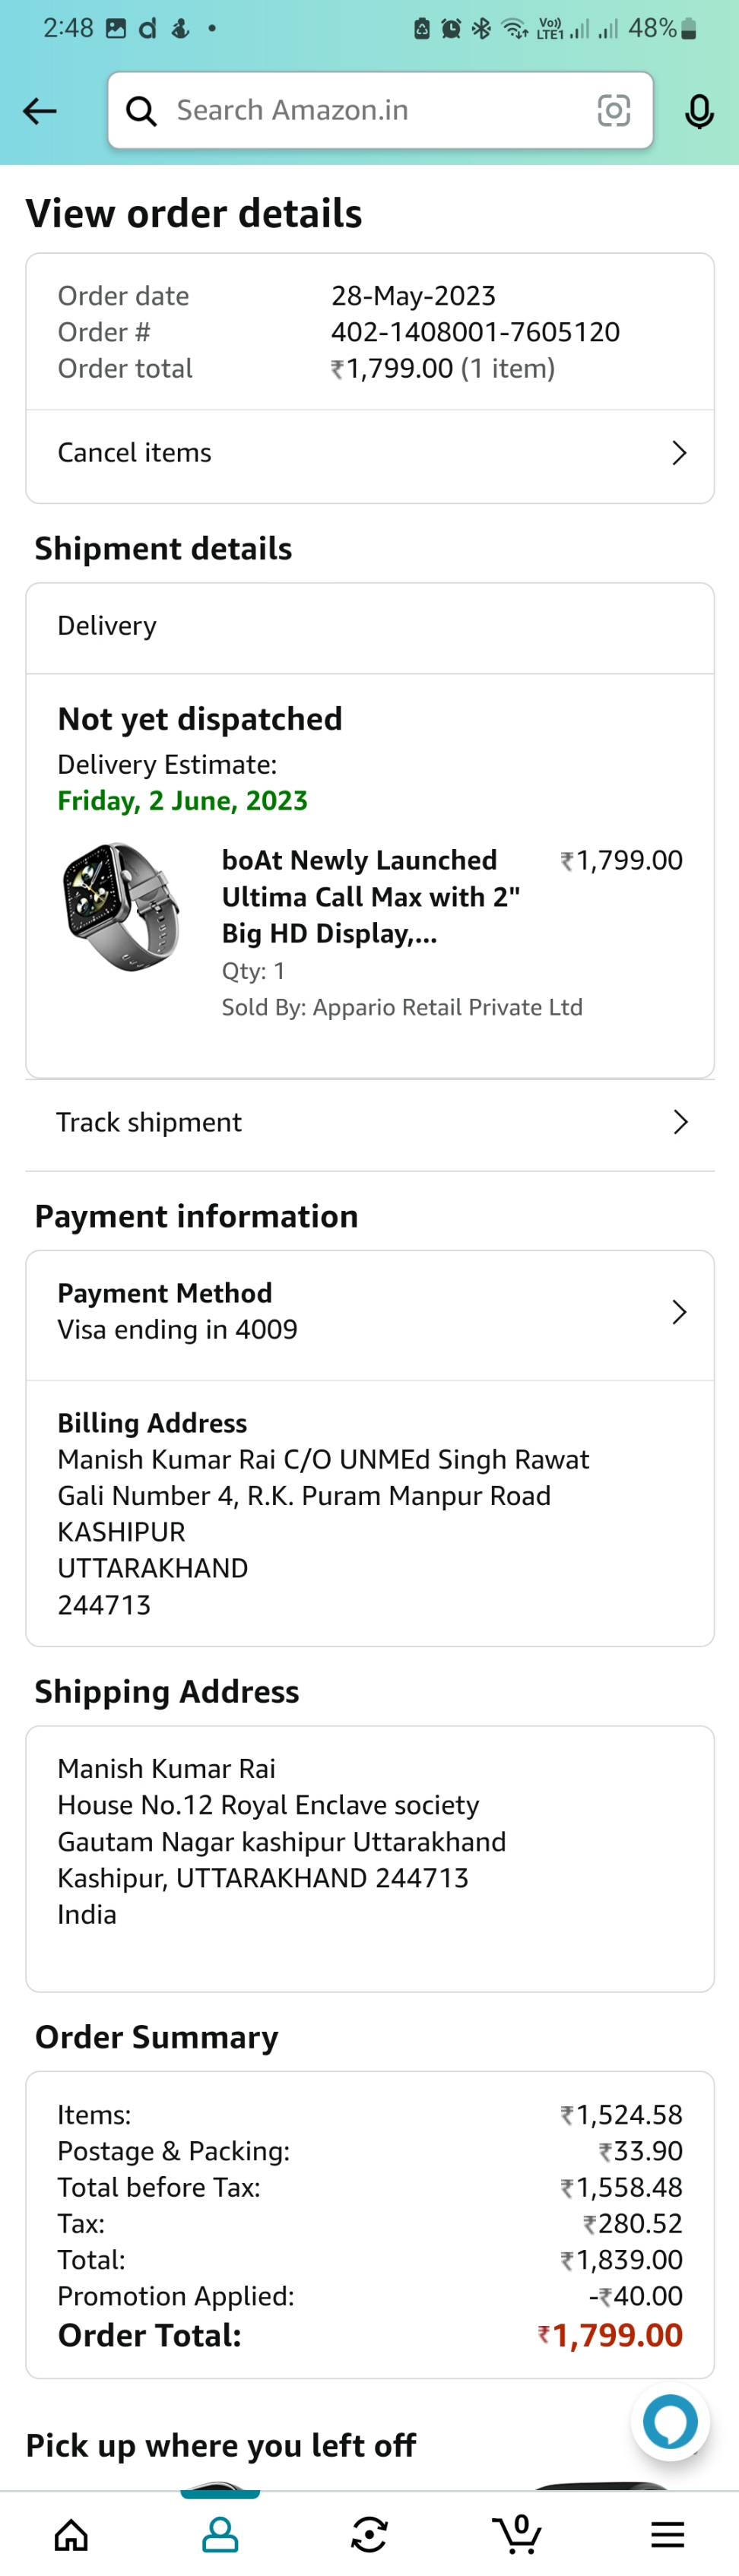 2:48 d 48%
Vo)) LTE1
Search Amazon.in
View order details
Order date 28-May-2023
Order # 402-1408001-7605120
Order total ₹1,799.00 (1 item)
Cancel items
Shipment details
Delivery
Not yet dispatched
Delivery Estimate:
Friday, 2 June, 2023
boAt Newly Launched ₹1,799.00
Ultima Call Max with 2"
Big HD Display,...
Qty: 1
Sold By: Appario Retail Private Ltd
Track shipment
Payment information
Payment Method
Visa ending in 4009
Billing Address
Manish Kumar Rai C/O UNMEd Singh Rawat
Gali Number 4, R.K. Puram Manpur Road
KASHIPUR
UTTARAKHAND
244713
Shipping Address
Manish Kumar Rai
House No.12 Royal Enclave society
Gautam Nagar kashipur Uttarakhand
Kashipur, UTTARAKHAND 244713
India
Order Summary
Items: ₹1,524.58
Postage & Packing: ₹33.90
Total before Tax: ₹1,558.48
Tax: ₹280.52
Total: ₹1,839.00
Promotion Applied: -₹40.00
Order Total: ₹1,799.00
Pick up where you left off
0